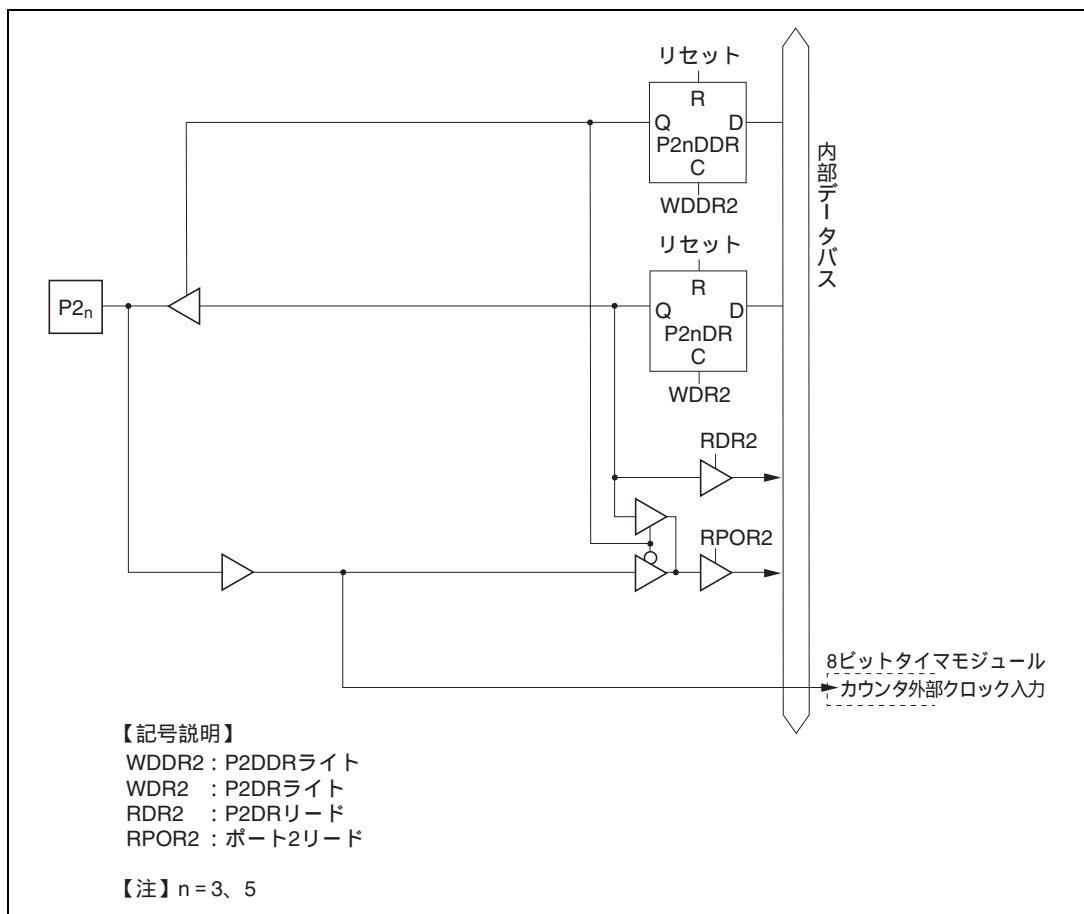 リセット
R
Q D
P2nDDR
C
WDDR2
内部データバス
リセット
R
Q D
P2nDR
C
WDR2
P2n
RDR2
RPOR2
8ビットタイマモジュール
カウンタ外部クロック入力
【記号説明】
WDDR2 : P2DDRライト
WDR2 : P2DRライト
RDR2 : P2DRリード
RPOR2 : ポート2リード
【注】n = 3、5